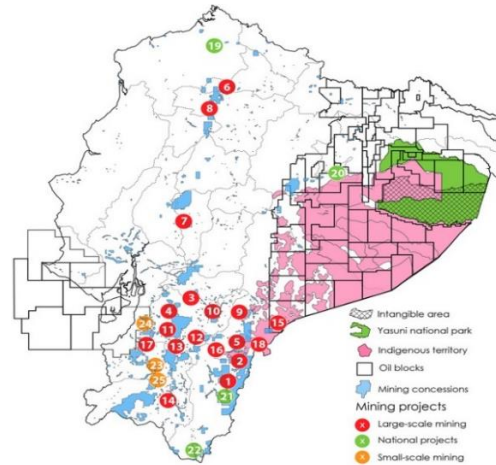 19
6
8
20
7
3
4
10
9
24
11
15
17
13
12
16
5
18
2
23
25
1
21
14
22
Intangible area
Yasuni national park
Indigenous territory
Oil blocks
Mining concessions
Mining projects
x Large-scale mining
x National projects
x Small-scale mining